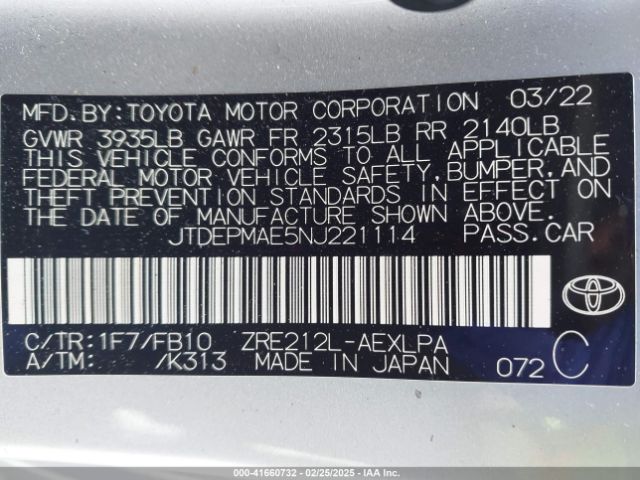 MFD.BY:TOYOTA MOTOR CORPORATION 03/22
GVWR 3935LB GAWR FR 2315LB RR 2140LB
THIS VEHICLE CONFORMS TO ALL APPLICABLE
FEDERAL MOTOR VEHICLE SAFETY,BUMPER,AND
THEFT PREVENTION STANDARDS IN EFFECT ON
THE DATE OF MANUFACTURE SHOWN ABOVE.
JTDEPMAE5NJ221114 PASS.CAR
C/TR:1F7/FB10 ZRE212L-AEXLPA
A/TM: /K313 MADE IN JAPAN 072 C
000-41660732 - 02/25/2025 - IAA Inc.